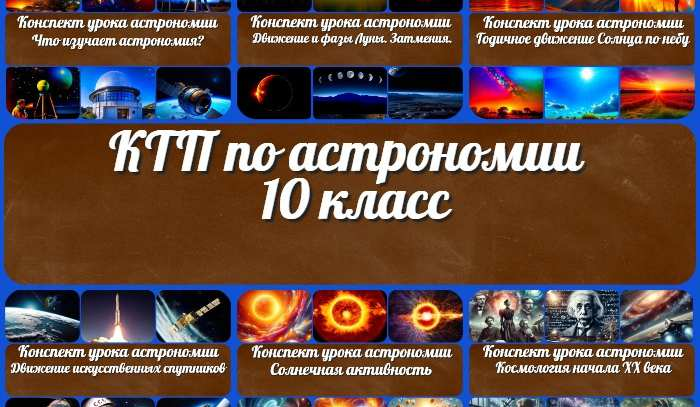 Конспект урока астрономии
Что изучает астрономия?
Конспект урока астрономии
Движение и фазы Луны. Затмения.
Конспект урока астрономии
Годичное движение Солнца по небу
КТП по астрономии
10 класс
Конспект урока астрономии
Движение искусственных спутников
Конспект урока астрономии
Солнечная активность
Конспект урока астрономии
Космология начала XX века